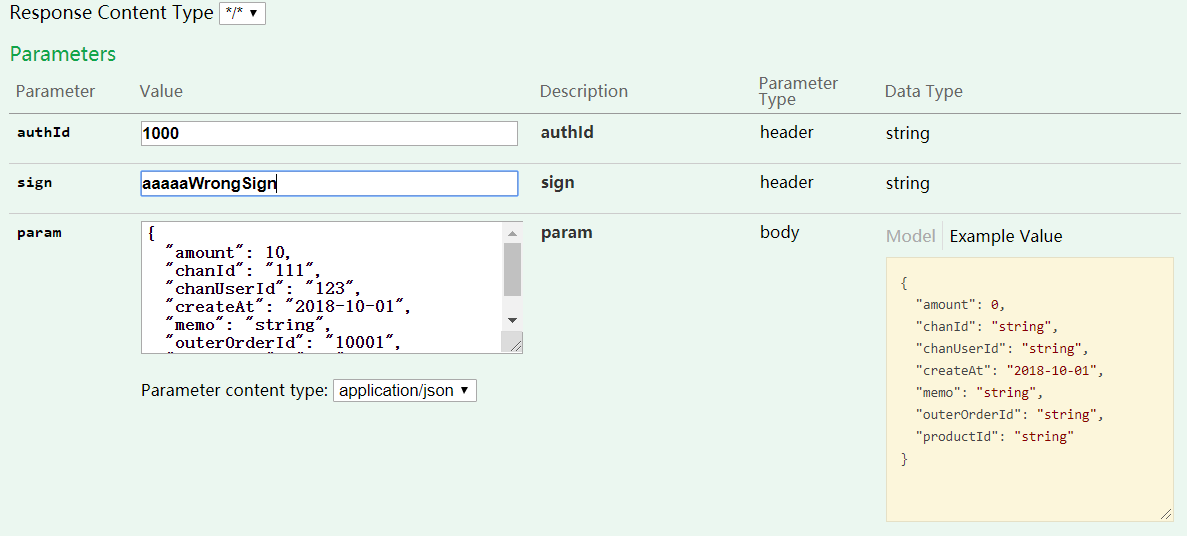 Response Content Type */*
Parameters
Parameter Value Description Parameter Type Data Type
authId 1000 authId header string
sign aaaaaWrongSign sign header string
param param body Model Example Value
{
"amount": 10,
"chanId": "111",
"chanUserId": "123",
"createAt": "2018-10-01",
"memo": "string",
"outerOrderId": "10001",
Parameter content type: application/json
{
"amount": 0,
"chanId": "string",
"chanUserId": "string",
"createAt": "2018-10-01",
"memo": "string",
"outerOrderId": "string",
"productId": "string"
}